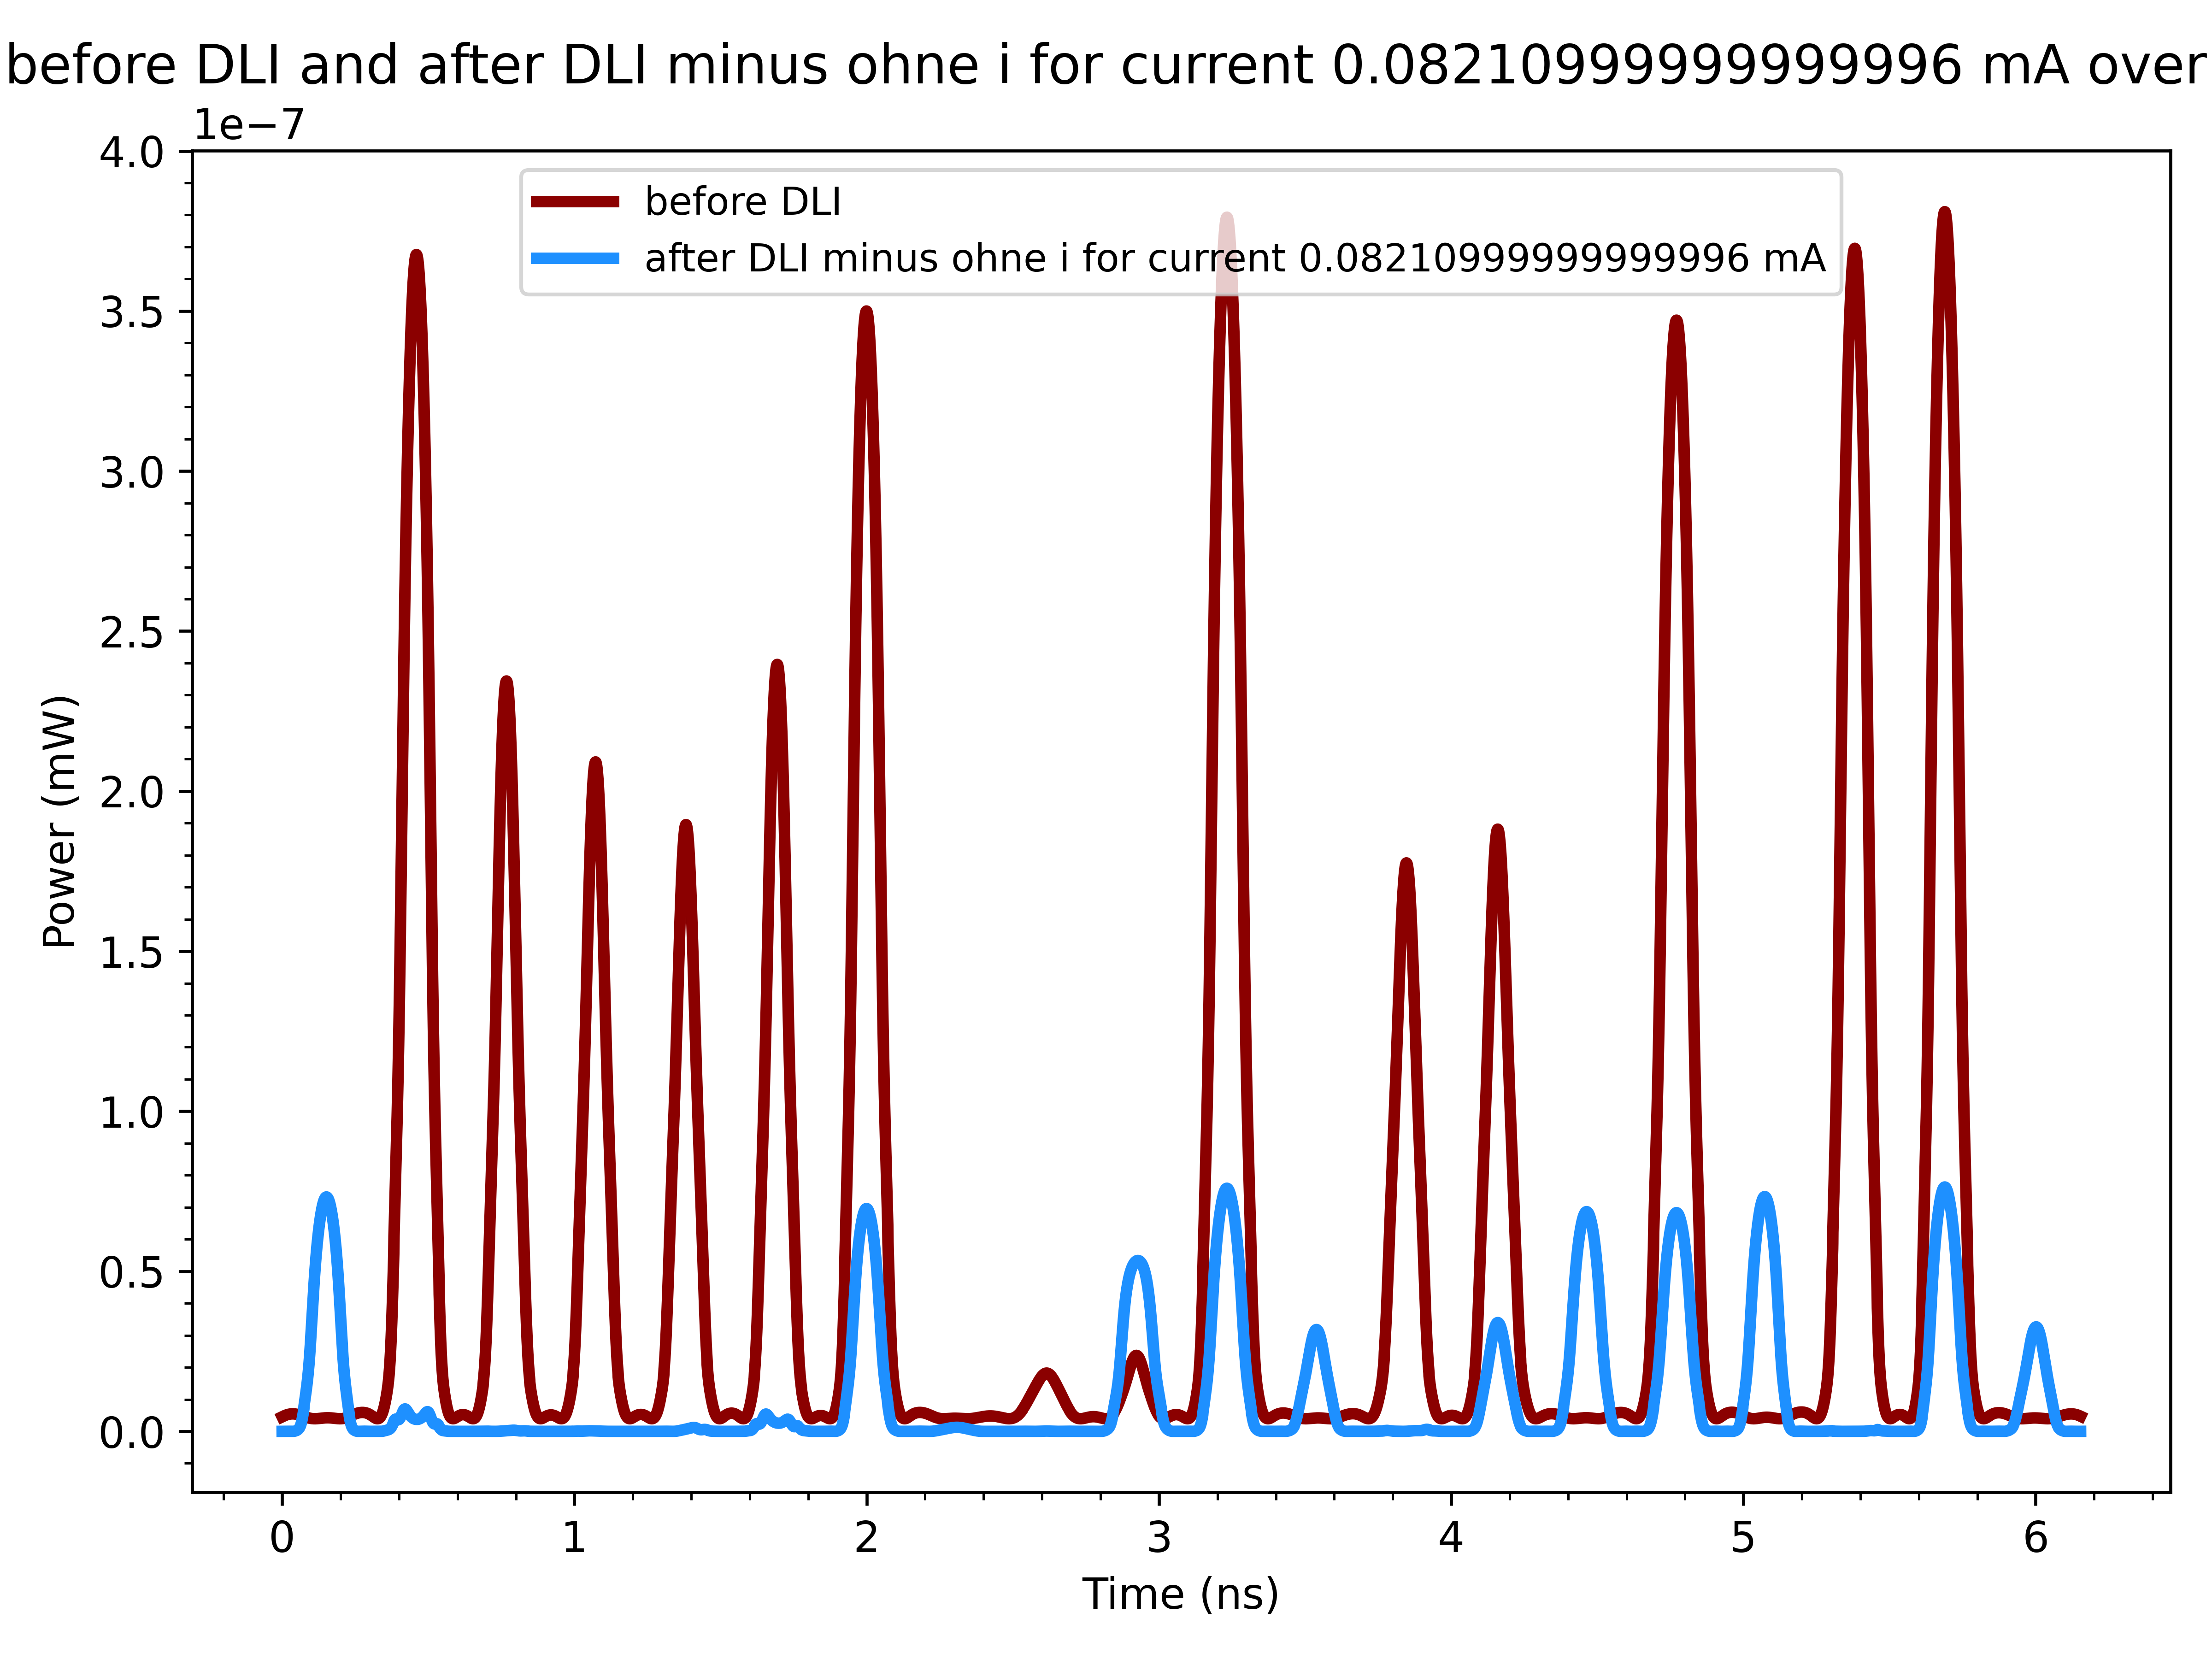 before DLI and after DLI minus ohne i for current 0.08210999999999996 mA over
1e−7
before DLI
after DLI minus ohne i for current 0.08210999999999996 mA
Power (mW)
4.0
3.5
3.0
2.5
2.0
1.5
1.0
0.5
0.0
0 1 2 3 4 5 6
Time (ns)